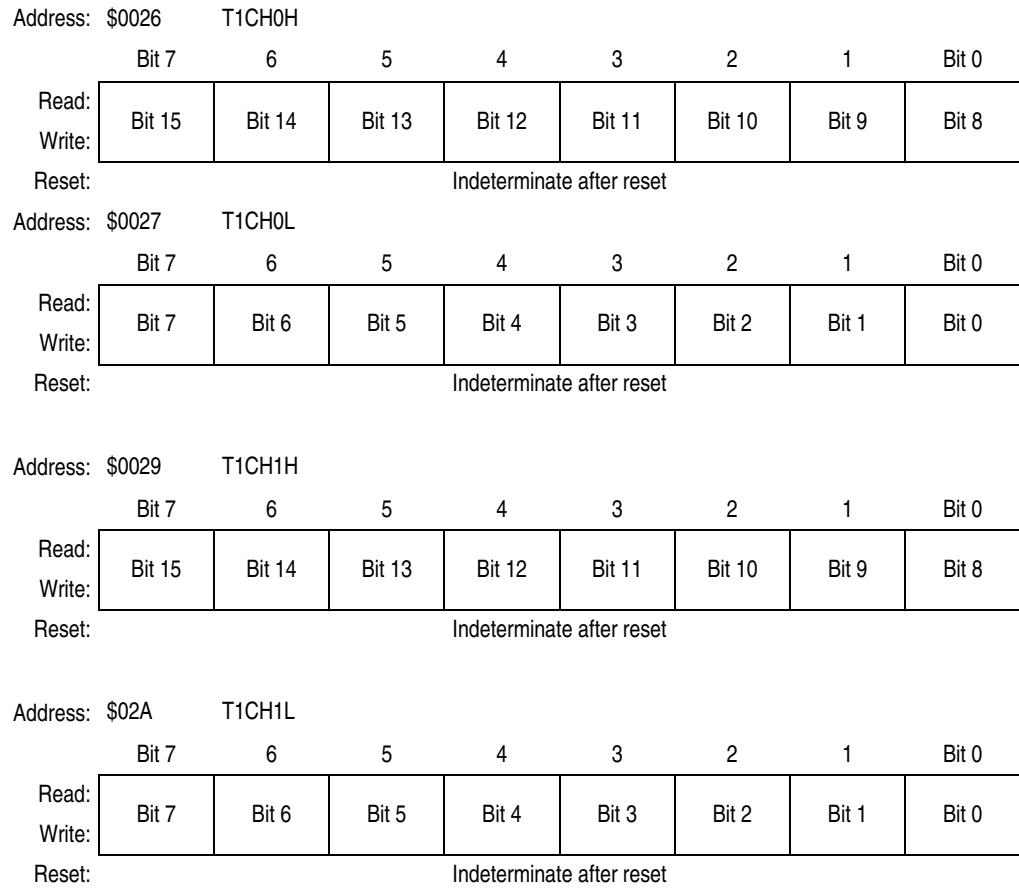 Address: $0026 T1CH0H
Bit 7 6 5 4 3 2 1 Bit 0
Read:
Bit 15 Bit 14 Bit 13 Bit 12 Bit 11 Bit 10 Bit 9 Bit 8
Write:
Reset: Indeterminate after reset
Address: $0027 T1CH0L
Bit 7 6 5 4 3 2 1 Bit 0
Read:
Bit 7 Bit 6 Bit 5 Bit 4 Bit 3 Bit 2 Bit 1 Bit 0
Write:
Reset: Indeterminate after reset
Address: $0029 T1CH1H
Bit 7 6 5 4 3 2 1 Bit 0
Read:
Bit 15 Bit 14 Bit 13 Bit 12 Bit 11 Bit 10 Bit 9 Bit 8
Write:
Reset: Indeterminate after reset
Address: $02A T1CH1L
Bit 7 6 5 4 3 2 1 Bit 0
Read:
Bit 7 Bit 6 Bit 5 Bit 4 Bit 3 Bit 2 Bit 1 Bit 0
Write:
Reset: Indeterminate after reset